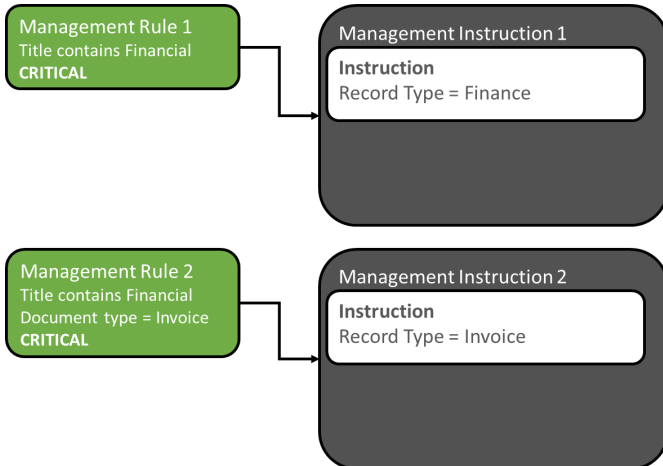 Management Rule 1
Title contains Financial
CRITICAL
Management Instruction 1
Instruction
Record Type = Finance
Management Rule 2
Title contains Financial
Document type = Invoice
CRITICAL
Management Instruction 2
Instruction
Record Type = Invoice